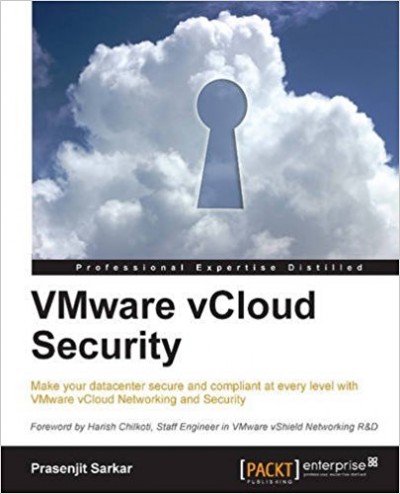 Professional Expertise Distilled
VMware vCloud
Security
Make your datacenter secure and compliant at every level with
VMware vCloud Networking and Security
Foreword by Harish Chilkoti, Staff Engineer in VMware vShield Networking R&D
Prasenjit Sarkar
[PACKT] enterprise
PUBLISHING